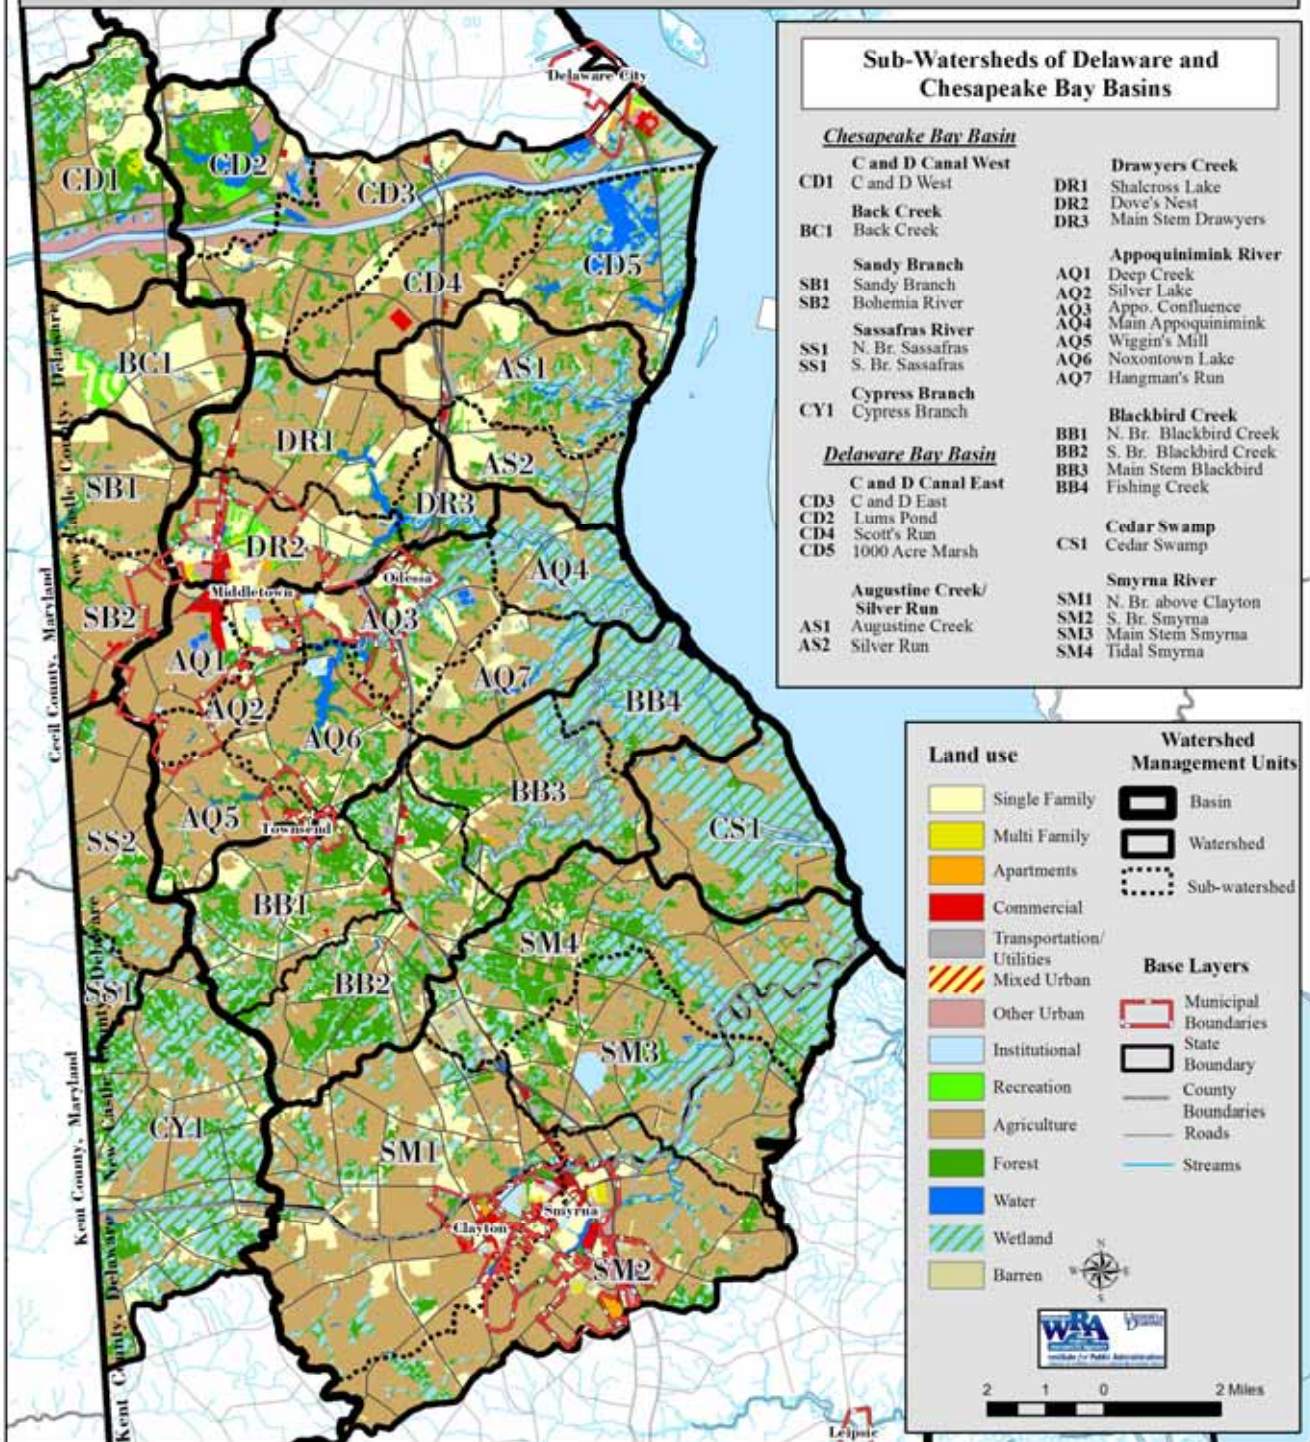 Sub-Watersheds of Delaware and
Chesapeake Bay Basins
Chesapeake Bay Basin
C and D Canal West
CD1 C and D West
Back Creek
BC1 Back Creek
Sandy Branch
SB1 Sandy Branch
SB2 Bohemia River
Sassafras River
SS1 N. Br. Sassafras
SS1 S. Br. Sassafras
Cypress Branch
CY1 Cypress Branch
Delaware Bay Basin
C and D Canal East
CD3 C and D East
CD2 Lums Pond
CD4 Scott's Run
CD5 1000 Acre Marsh
Augustine Creek/
Silver Run
AS1 Augustine Creek
AS2 Silver Run
Drawyers Creek
DR1 Shalcross Lake
DR2 Dove's Nest
DR3 Main Stem Drawyers
Appoquinimink River
AQ1 Deep Creek
AQ2 Silver Lake
AQ3 Appo. Confluence
AQ4 Main Appoquinimink
AQ5 Wiggin's Mill
AQ6 Noxontown Lake
AQ7 Hangman's Run
Blackbird Creek
BB1 N. Br. Blackbird Creek
BB2 S. Br. Blackbird Creek
BB3 Main Stem Blackbird
BB4 Fishing Creek
Cedar Swamp
CS1 Cedar Swamp
Smyrna River
SM1 N. Br. above Clayton
SM2 S. Br. Smyrna
SM3 Main Stem Smyrna
SM4 Tidal Smyrna
Delaware City
CD1
CD2
CD3
CD4
CD5
BC1
AS1
DR1
AS2
SB1
DR3
DR2
AQ4
Odessa
Middletown
SB2
AQ3
AQ1
AQ7
BB4
AQ2
AQ6
BB3
AQ5
Townsend
CS1
SS2
BB1
SM4
BB2
SS1
SM3
CY1
SM1
Smyrna
Clayton
SM2
Leipsic
New Castle County, Delaware
Cecil County, Maryland
New Castle County, Delaware
Kent County, Maryland
Kent County, Delaware
Land use
Single Family
Multi Family
Apartments
Commercial
Transportation/
Utilities
Mixed Urban
Other Urban
Institutional
Recreation
Agriculture
Forest
Water
Wetland
Barren
Watershed
Management Units
Basin
Watershed
Sub-watershed
Base Layers
Municipal
Boundaries
State
Boundary
County
Boundaries
Roads
Streams
N
W E
S
WRA
Institute for Public Administration
2 1 0 2 Miles